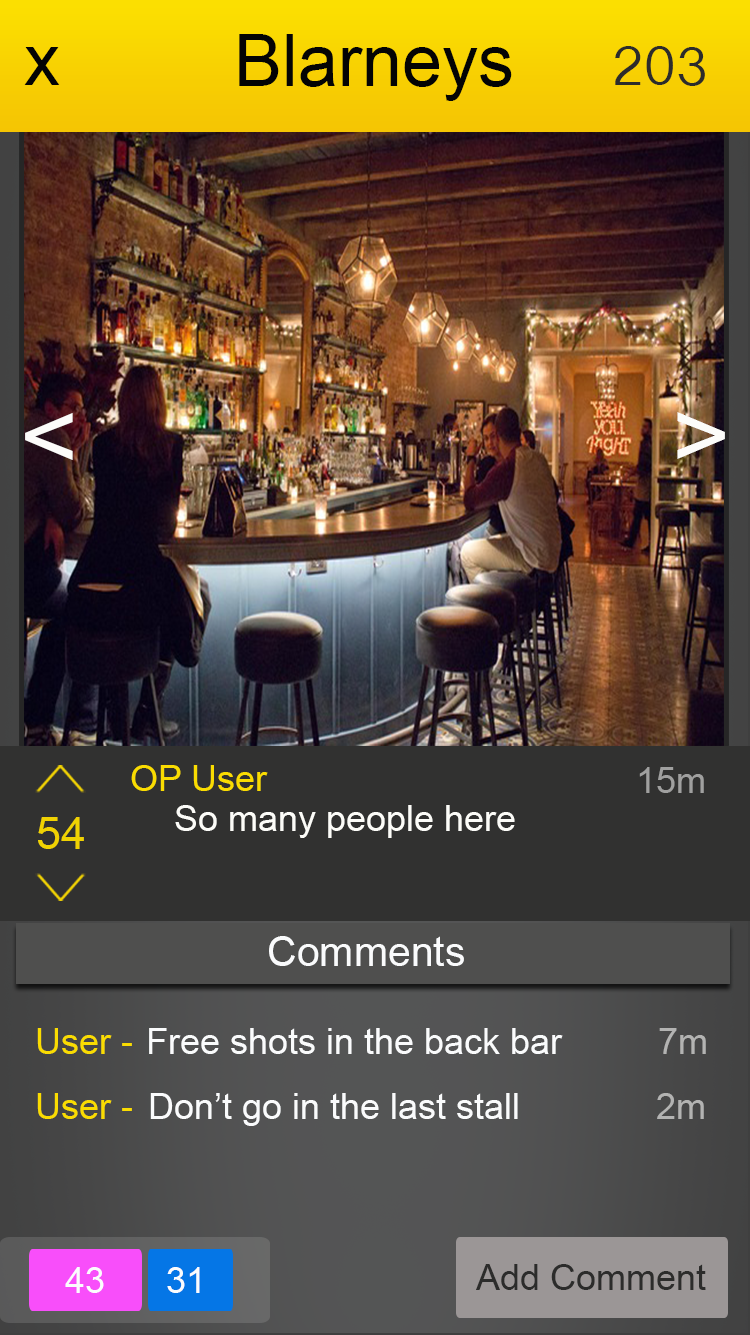 x Blarneys 203
Yeah
you
right
< >
OP User 15m
54 So many people here
Comments
User - Free shots in the back bar 7m
User - Don’t go in the last stall 2m
43 31 Add Comment